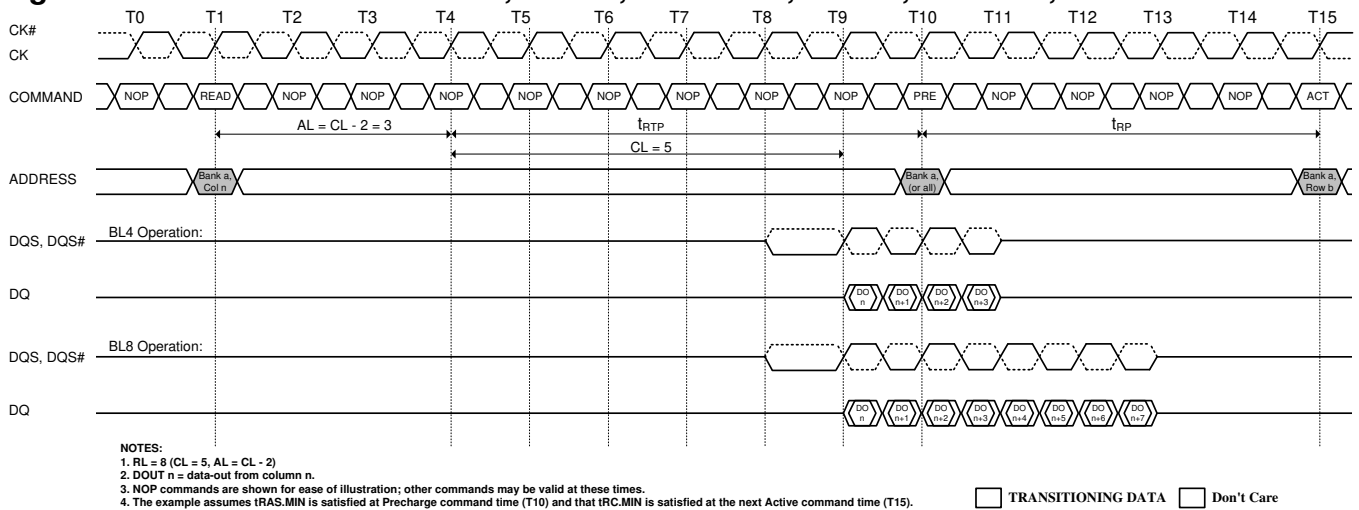 T0 T1 T2 T3 T4 T5 T6 T7 T8 T9 T10 T11 T12 T13 T14 T15
CK#
CK
COMMAND NOP READ NOP NOP NOP NOP NOP NOP NOP NOP PRE NOP NOP NOP NOP ACT
AL = CL - 2 = 3 tRTP tRP
CL = 5
ADDRESS Bank a, Col n Bank a, (or all) Bank a, Row b
BL4 Operation:
DQS, DQS#
DQ DO n DO n+1 DO n+2 DO n+3
BL8 Operation:
DQS, DQS#
DQ DO n DO n+1 DO n+2 DO n+3 DO n+4 DO n+5 DO n+6 DO n+7
NOTES:
1. RL = 8 (CL = 5, AL = CL - 2)
2. DOUT n = data-out from column n.
3. NOP commands are shown for ease of illustration; other commands may be valid at these times.
4. The example assumes tRAS.MIN is satisfied at Precharge command time (T10) and that tRC.MIN is satisfied at the next Active command time (T15).
TRANSITIONING DATA Don't Care